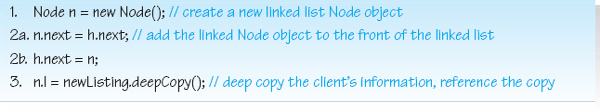 1. Node n = new Node(); // create a new linked list Node object
2a. n.next = h.next; // add the linked Node object to the front of the linked list
2b. h.next = n;
3. n.l = newListing.deepCopy(); // deep copy the client's information, reference the copy